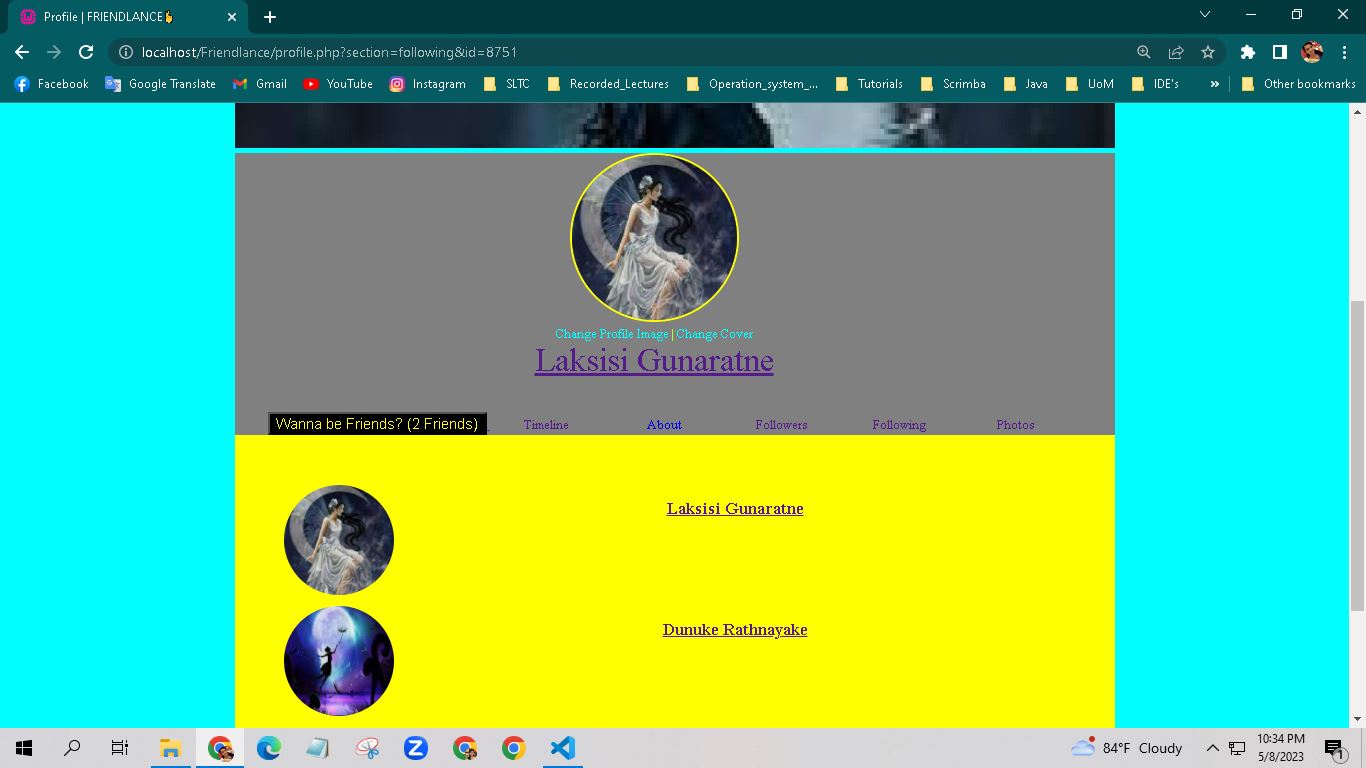 Profile | FRIENDLANCE
localhost/Friendlance/profile.php?section=following&id=8751
Facebook Google Translate Gmail YouTube Instagram SLTC Recorded_Lectures Operation_system_... Tutorials Scrimba Java UoM IDE's » Other bookmarks
Change Profile Image | Change Cover
Laksisi Gunaratne
Wanna be Friends? (2 Friends) Timeline About Followers Following Photos
Laksisi Gunaratne
Dunuke Rathnayake
84°F Cloudy
10:34 PM
5/8/2023
1